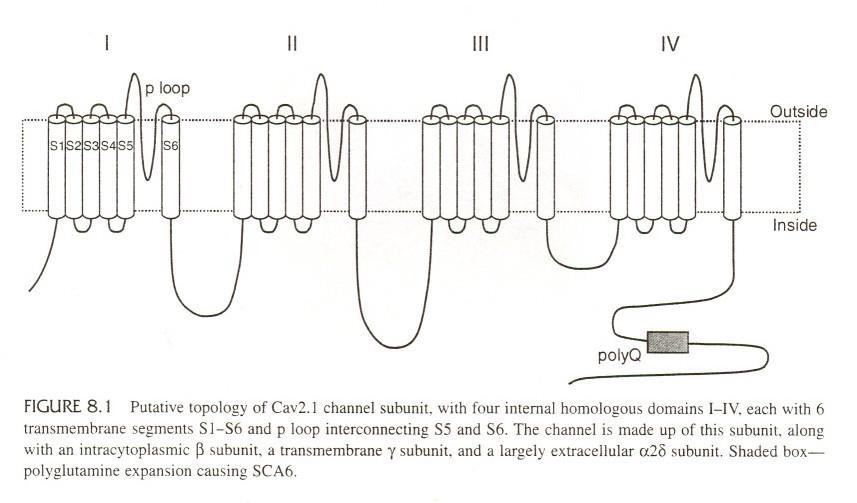 I II III IV
p loop
Outside
S1 S2 S3 S4 S5 S6
Inside
polyQ
FIGURE 8.1 Putative topology of Cav2.1 channel subunit, with four internal homologous domains I–IV, each with 6
transmembrane segments S1–S6 and p loop interconnecting S5 and S6. The channel is made up of this subunit, along
with an intracytoplasmic β subunit, a transmembrane γ subunit, and a largely extracellular α2δ subunit. Shaded box—
polyglutamine expansion causing SCA6.